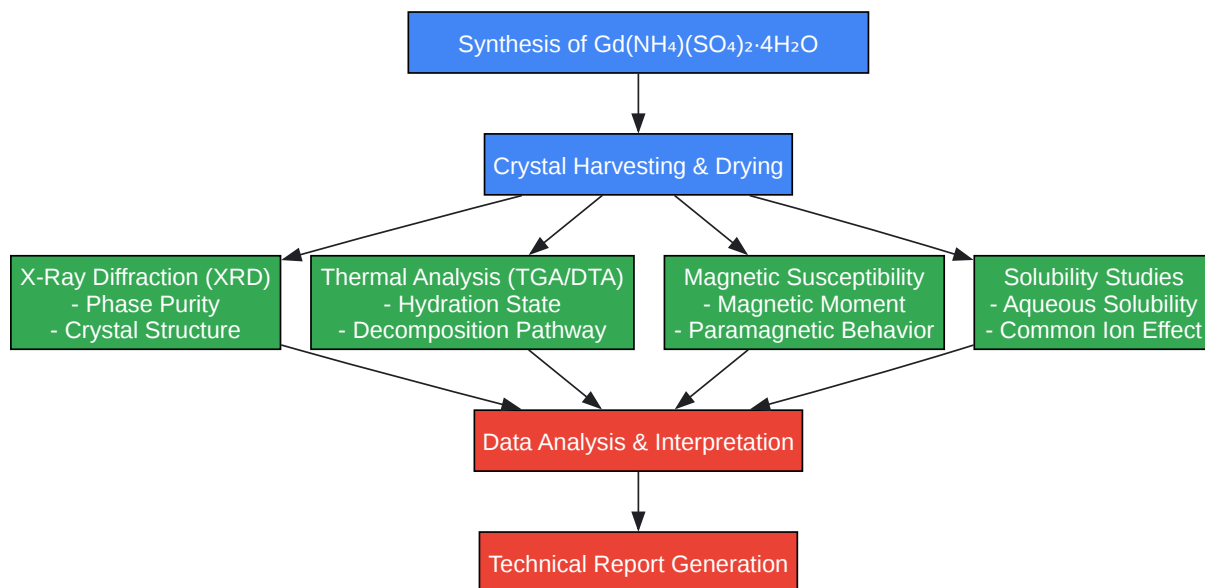 Synthesis of Gd(NH₄)(SO₄)₂·4H₂O
Crystal Harvesting & Drying
X-Ray Diffraction (XRD)
- Phase Purity
- Crystal Structure
Thermal Analysis (TGA/DTA)
- Hydration State
- Decomposition Pathway
Magnetic Susceptibility
- Magnetic Moment
- Paramagnetic Behavior
Solubility Studies
- Aqueous Solubility
- Common Ion Effect
Data Analysis & Interpretation
Technical Report Generation